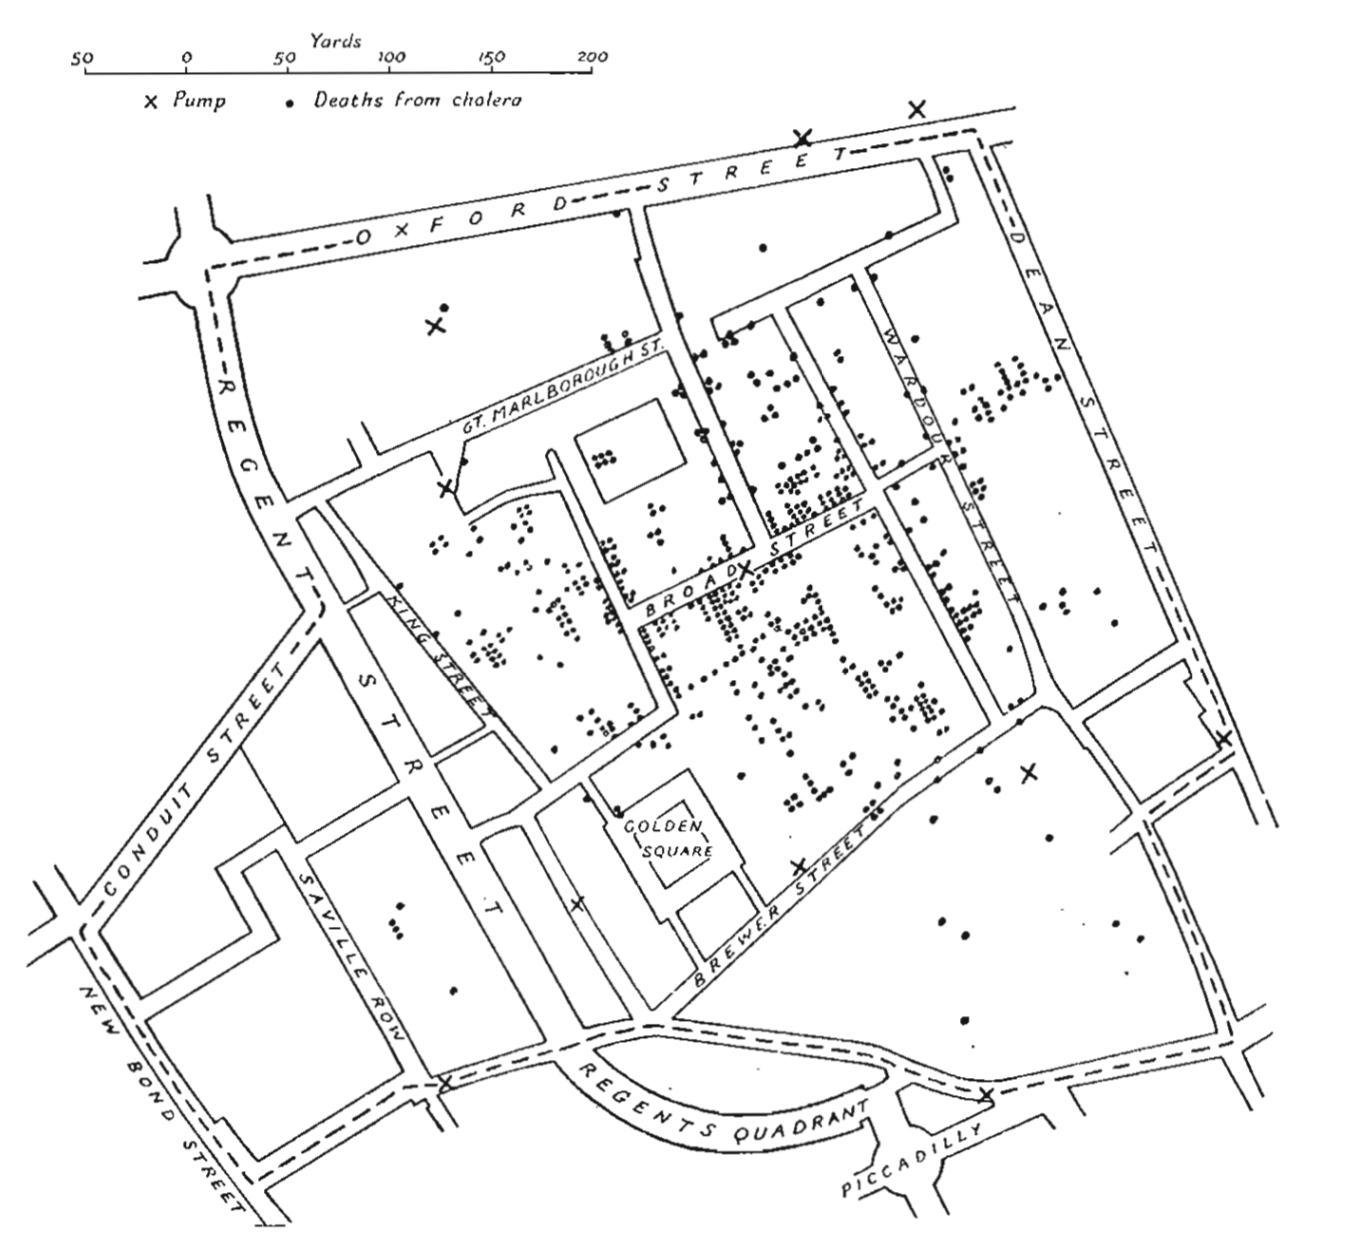 Yards
50 0 50 100 150 200
x Pump • Deaths from cholera
OXFORD STREET
DEAN STREET
REGENT STREET
WARDOUR STREET
GT. MARLBOROUGH ST.
BROAD STREET
KING STREET
CONDUIT STREET
GOLDEN
SQUARE
SAVILLE ROW
BREWER STREET
NEW BOND STREET
REGENTS QUADRANT
PICCADILLY